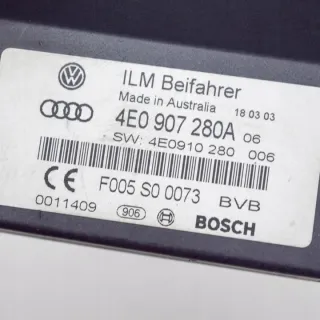 ILM Beifahrer
Made in Australia 18 03 03
4E0 907 280A 06
SW: 4E0910 280 006
CE F005 S0 0073 BVB
0011409 906 BOSCH